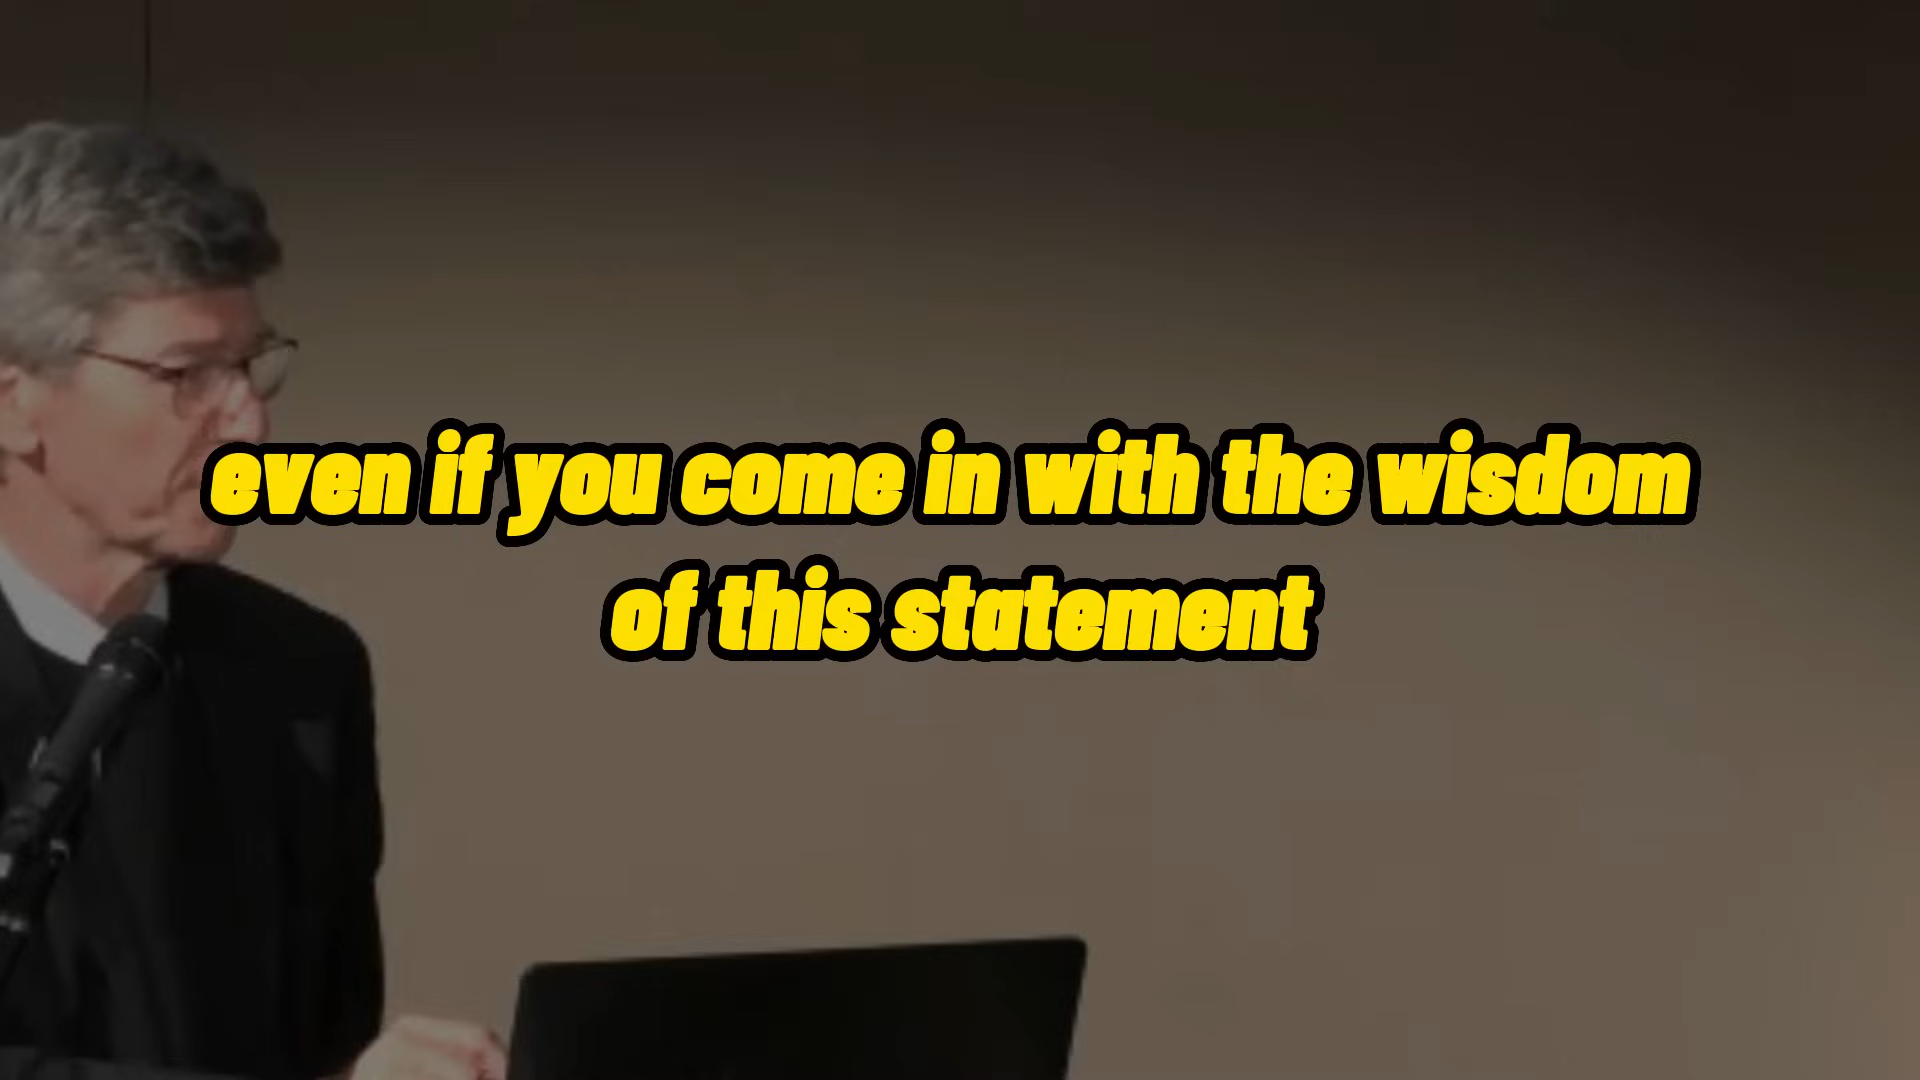 even if you come in with the wisdom
of this statement